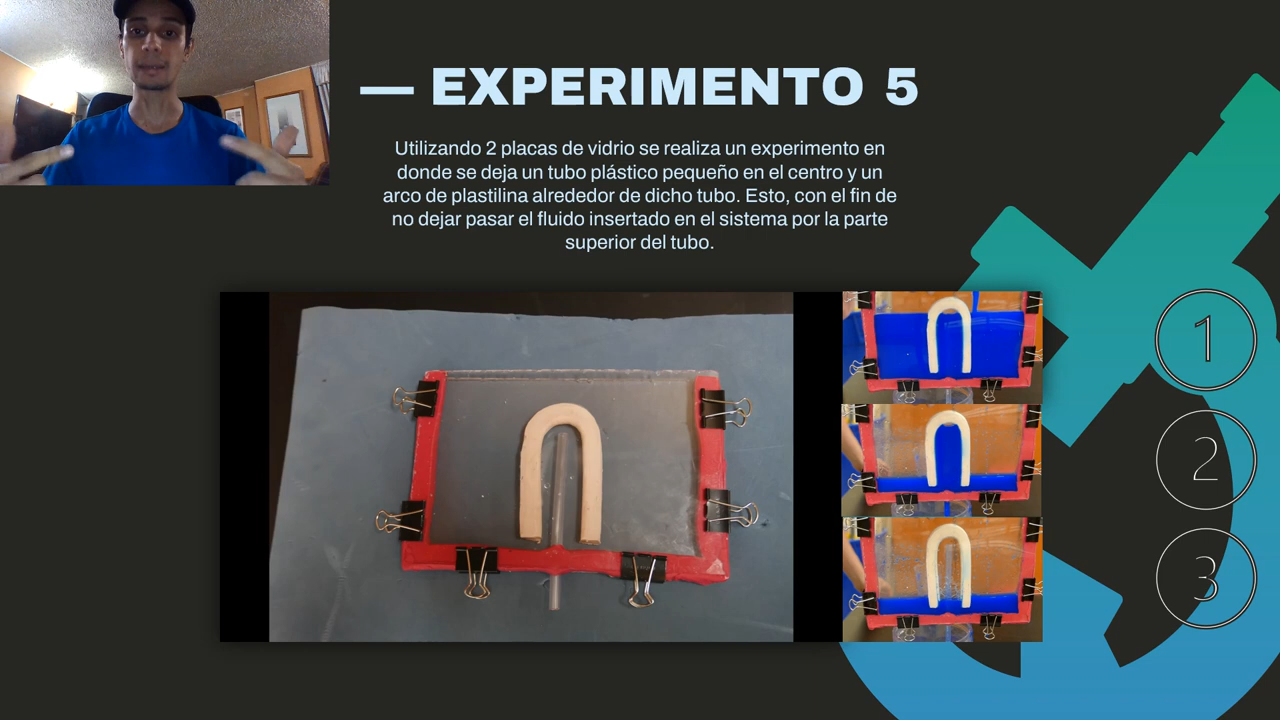 — EXPERIMENTO 5
Utilizando 2 placas de vidrio se realiza un experimento en
donde se deja un tubo plástico pequeño en el centro y un
arco de plastilina alrededor de dicho tubo. Esto, con el fin de
no dejar pasar el fluido insertado en el sistema por la parte
superior del tubo.
1
2
3